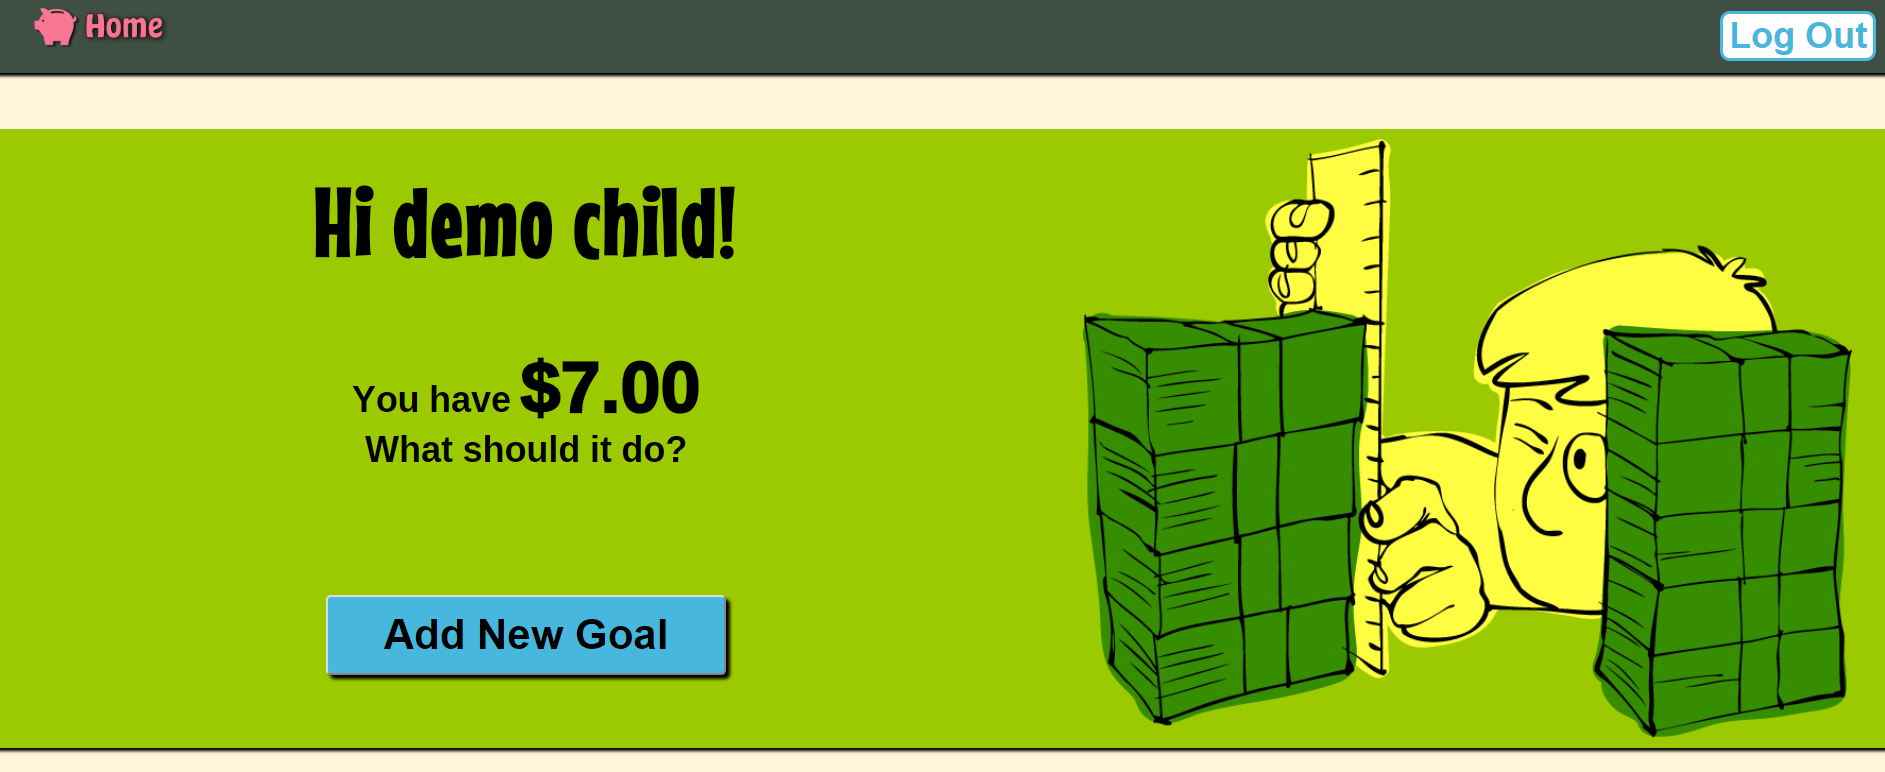 Home
Log Out
Hi demo child!
You have $7.00
What should it do?
Add New Goal